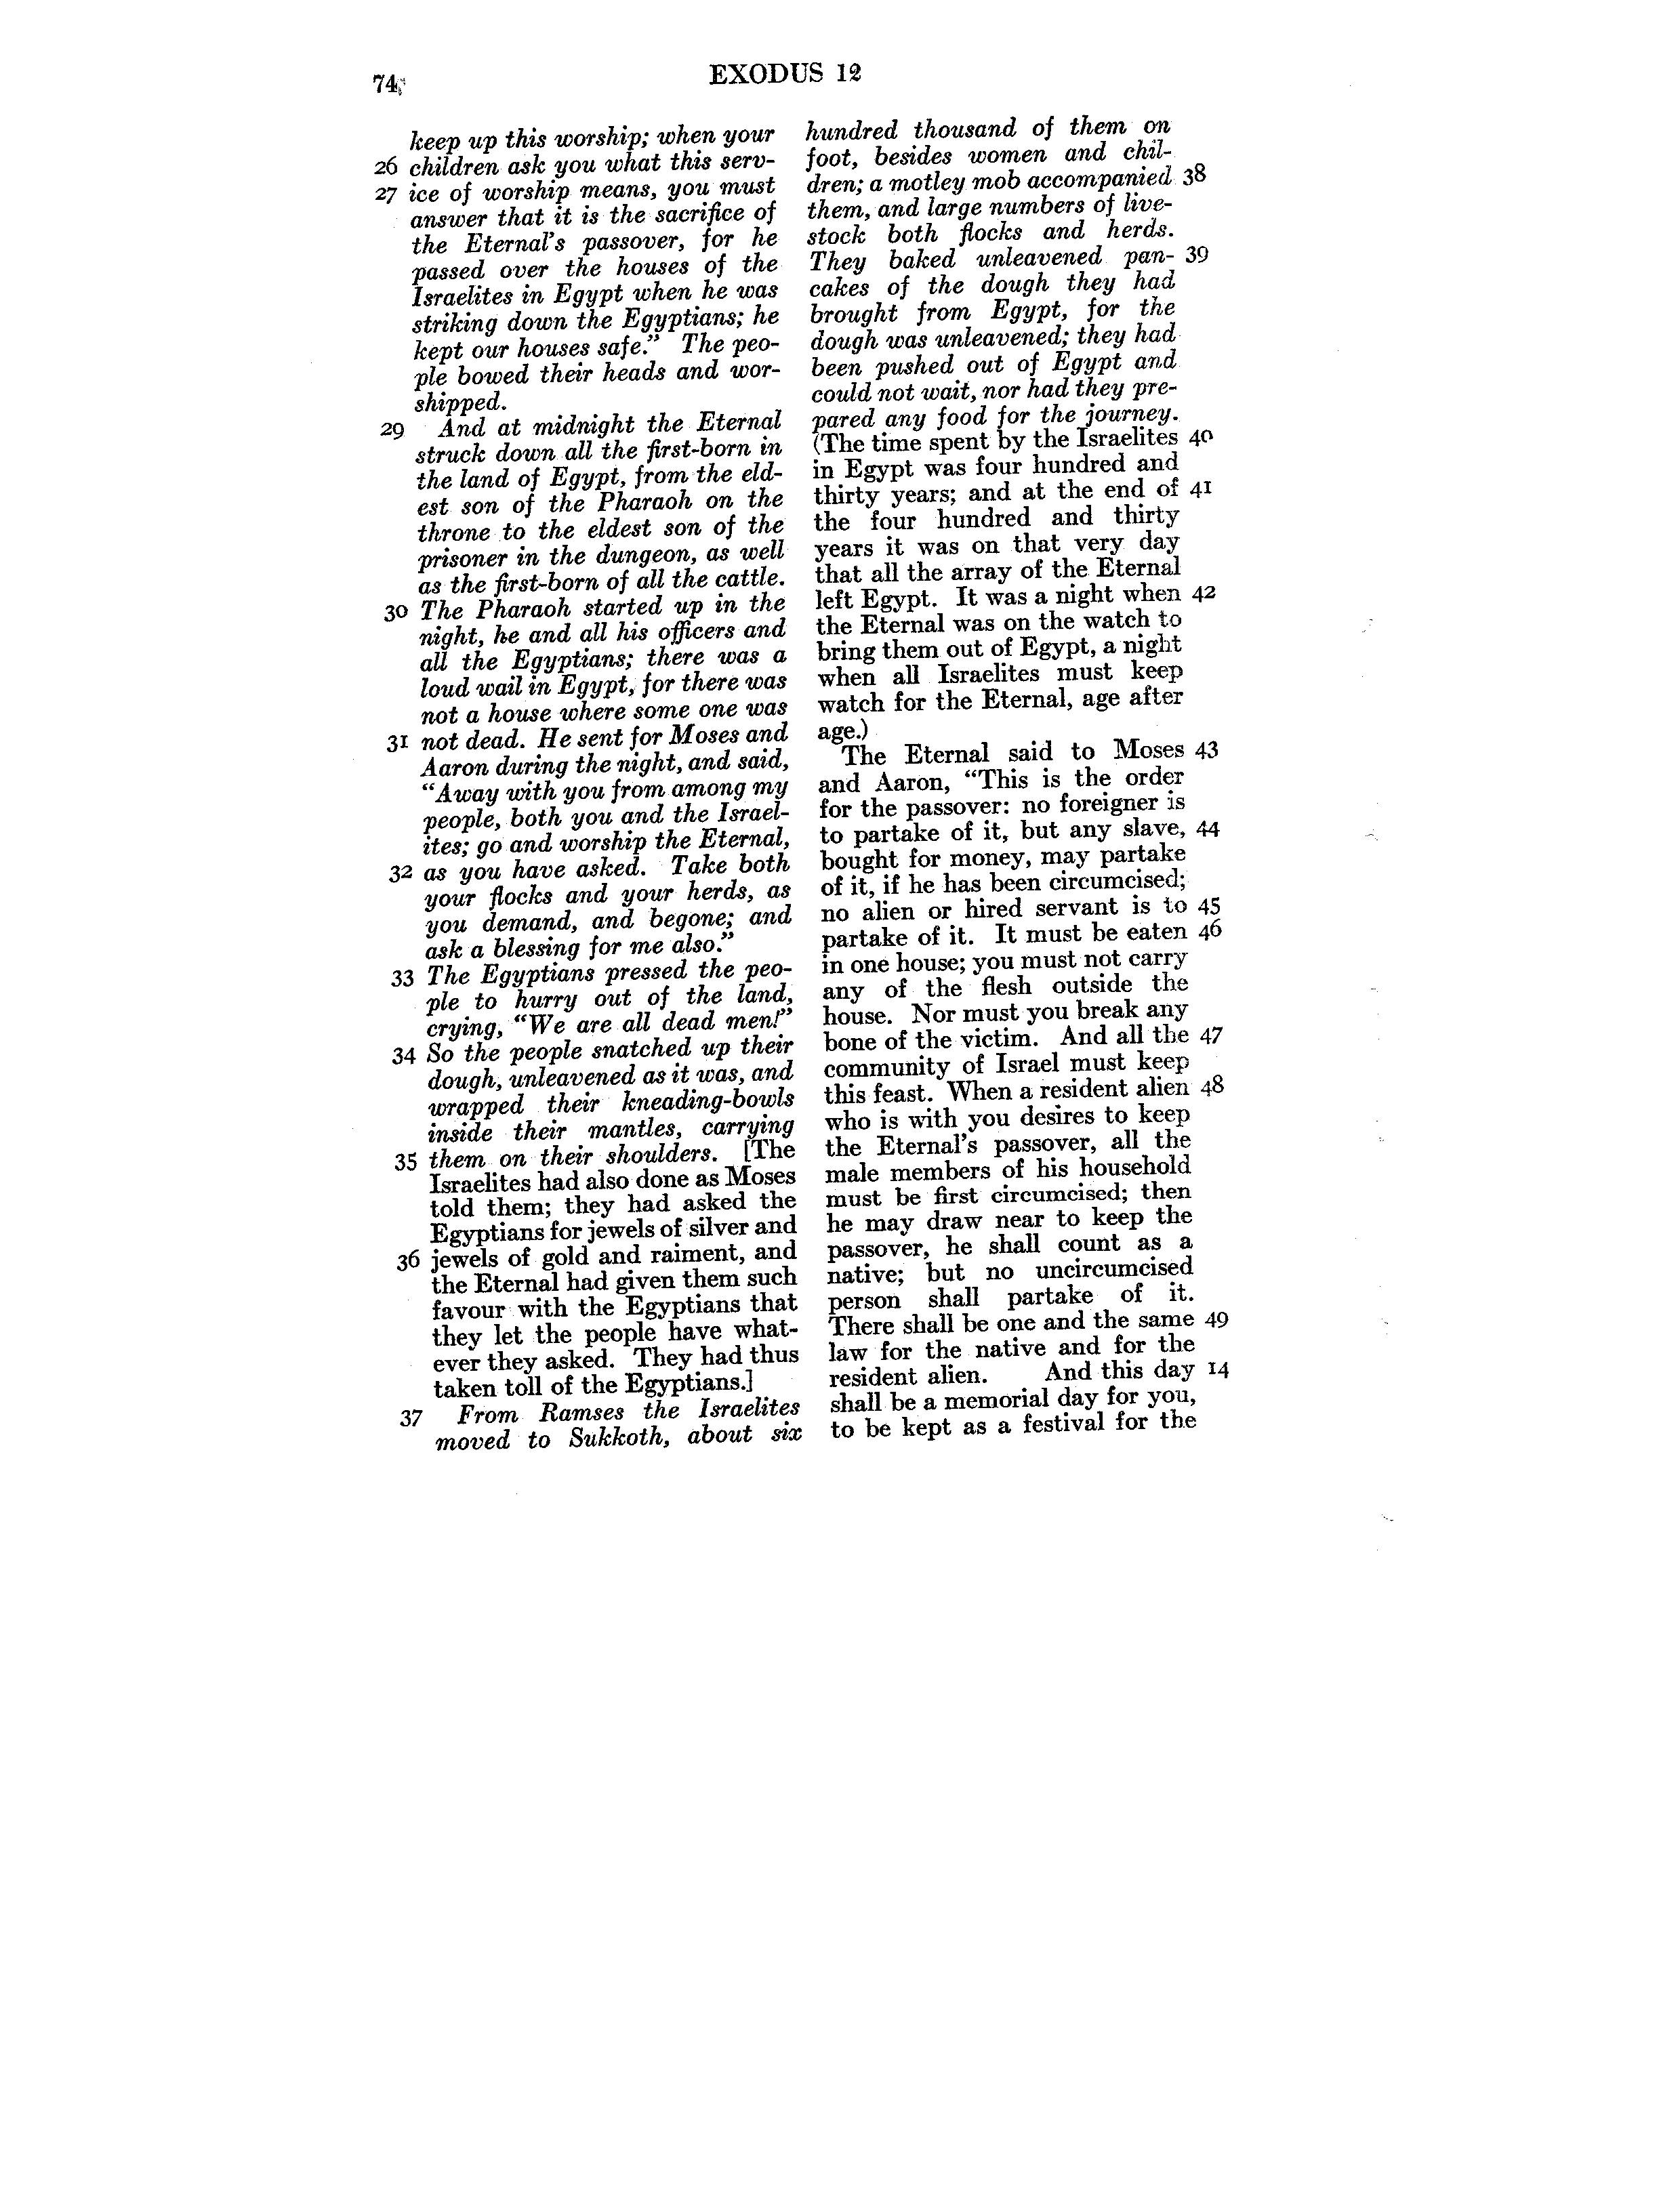 74
EXODUS 12
keep up this worship; when your
26 children ask you what this serv-
27 ice of worship means, you must
answer that it is the sacrifice of
the Eternal's passover, for he
passed over the houses of the
Israelites in Egypt when he was
striking down the Egyptians; he
kept our houses safe." The peo-
ple bowed their heads and wor-
shipped.
29 And at midnight the Eternal
struck down all the first-born in
the land of Egypt, from the eld-
est son of the Pharaoh on the
throne to the eldest son of the
prisoner in the dungeon, as well
as the first-born of all the cattle.
30 The Pharaoh started up in the
night, he and all his officers and
all the Egyptians; there was a
loud wail in Egypt, for there was
not a house where some one was
31 not dead. He sent for Moses and
Aaron during the night, and said,
"Away with you from among my
people, both you and the Israel-
ites; go and worship the Eternal,
32 as you have asked. Take both
your flocks and your herds, as
you demand, and begone; and
ask a blessing for me also."
33 The Egyptians pressed the peo-
ple to hurry out of the land,
crying, "We are all dead men!"
34 So the people snatched up their
dough, unleavened as it was, and
wrapped their kneading-bowls
inside their mantles, carrying
35 them on their shoulders. [The
Israelites had also done as Moses
told them; they had asked the
Egyptians for jewels of silver and
36 jewels of gold and raiment, and
the Eternal had given them such
favour with the Egyptians that
they let the people have what-
ever they asked. They had thus
taken toll of the Egyptians.]
37 From Ramses the Israelites
moved to Sukkoth, about six
hundred thousand of them on
foot, besides women and chil-
dren; a motley mob accompanied 38
them, and large numbers of live-
stock both flocks and herds.
They baked unleavened pan- 39
cakes of the dough they had
brought from Egypt, for the
dough was unleavened; they had
been pushed out of Egypt and
could not wait, nor had they pre-
pared any food for the journey.
(The time spent by the Israelites 40
in Egypt was four hundred and
thirty years; and at the end of 41
the four hundred and thirty
years it was on that very day
that all the array of the Eternal
left Egypt. It was a night when 42
the Eternal was on the watch to
bring them out of Egypt, a night
when all Israelites must keep
watch for the Eternal, age after
age.)
The Eternal said to Moses 43
and Aaron, "This is the order
for the passover: no foreigner is
to partake of it, but any slave, 44
bought for money, may partake
of it, if he has been circumcised;
no alien or hired servant is to 45
partake of it. It must be eaten 46
in one house; you must not carry
any of the flesh outside the
house. Nor must you break any
bone of the victim. And all the 47
community of Israel must keep
this feast. When a resident alien 48
who is with you desires to keep
the Eternal's passover, all the
male members of his household
must be first circumcised; then
he may draw near to keep the
passover, he shall count as a
native; but no uncircumcised
person shall partake of it.
There shall be one and the same 49
law for the native and for the
resident alien. And this day 14
shall be a memorial day for you,
to be kept as a festival for the